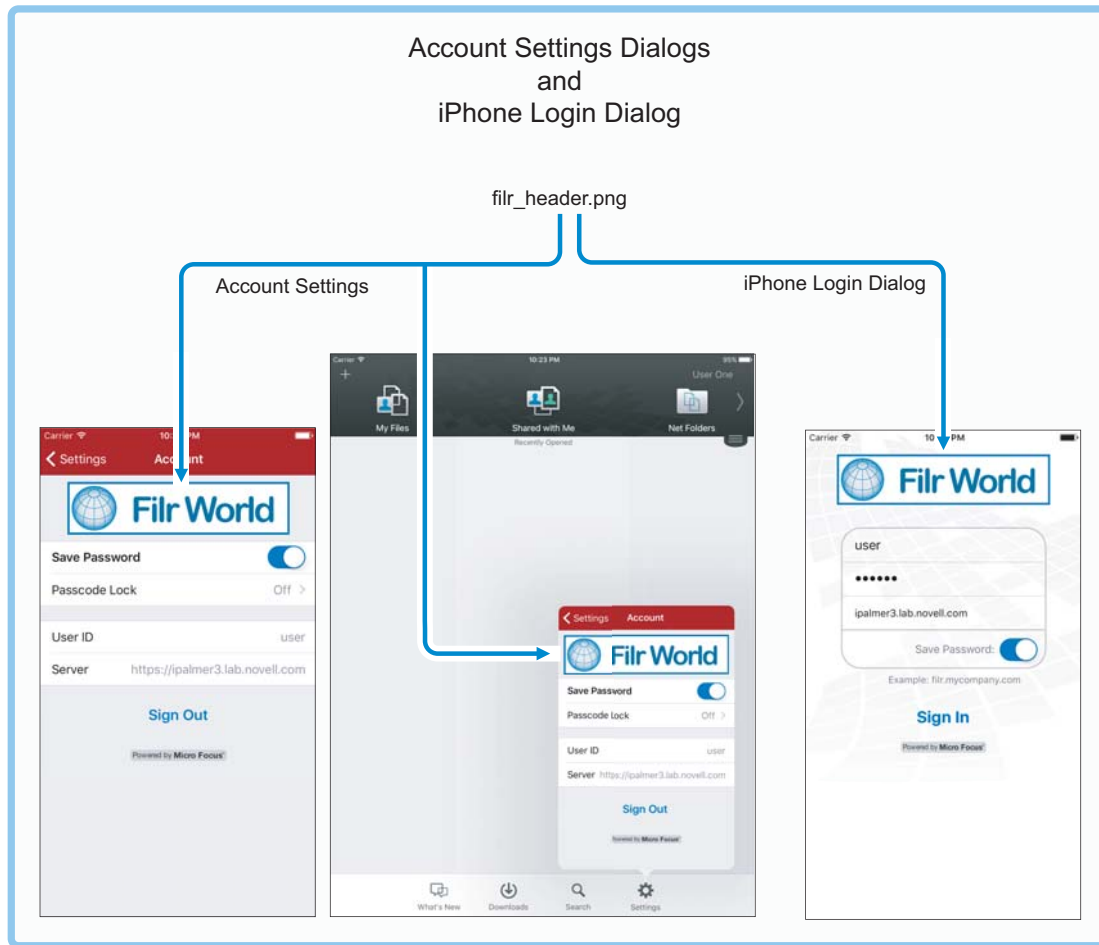 Account Settings Dialogs
and
iPhone Login Dialog
filr_header.png
Account Settings
iPhone Login Dialog
Carrier
Settings
Filr World
Save Password
Passcode Lock
Off
User ID
user
Server
https://ipalmer3.lab.novell.com
Sign Out
Powered by Micro Focus
Carrier
10:23 PM
95%
+
User One
My Files
Shared with Me
Net Folders
Recently Opened
Settings
Account
Filr World
Save Password
Passcode lock
Off
User ID
user
Server
https://ipalmer3.lab.novell.com
Sign Out
Powered by Micro Focus
What's New
Downloads
Search
Settings
Carrier
PM
Filr World
user
••••••
ipalmer3.lab.novell.com
Save Password:
Example: filr.mycompany.com
Sign In
Powered by Micro Focus